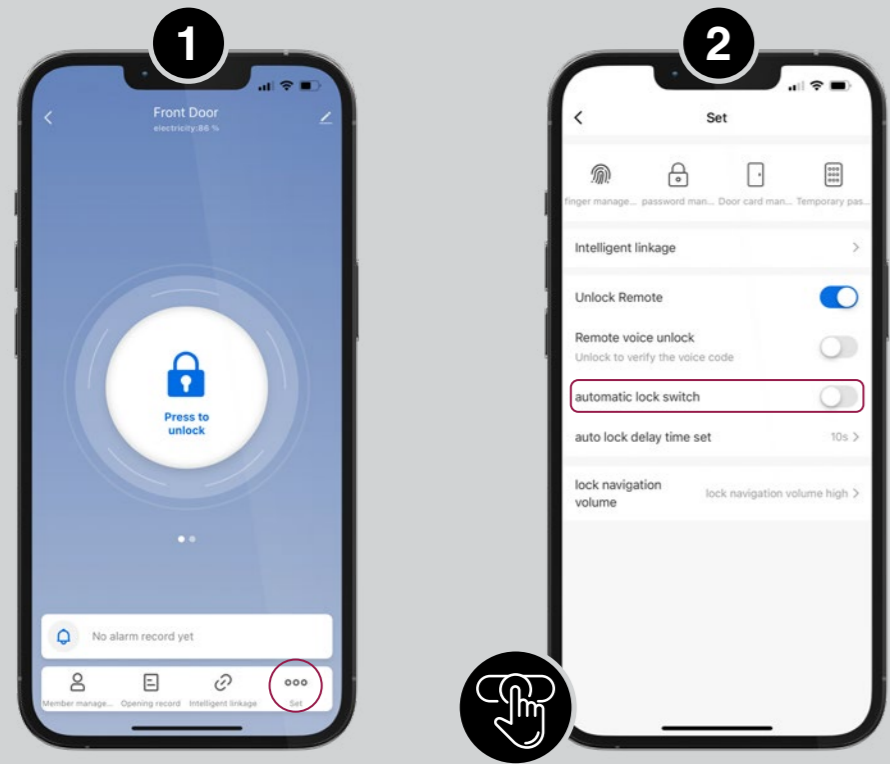 1
Front Door
electricity:86 %
Press to
unlock
No alarm record yet
Member manage... Opening record Intelligent linkage Set
2
Set
finger manage... password man... Door card man... Temporary pas...
Intelligent linkage
Unlock Remote
Remote voice unlock
Unlock to verify the voice code
automatic lock switch
auto lock delay time set 10s
lock navigation
volume
lock navigation volume high